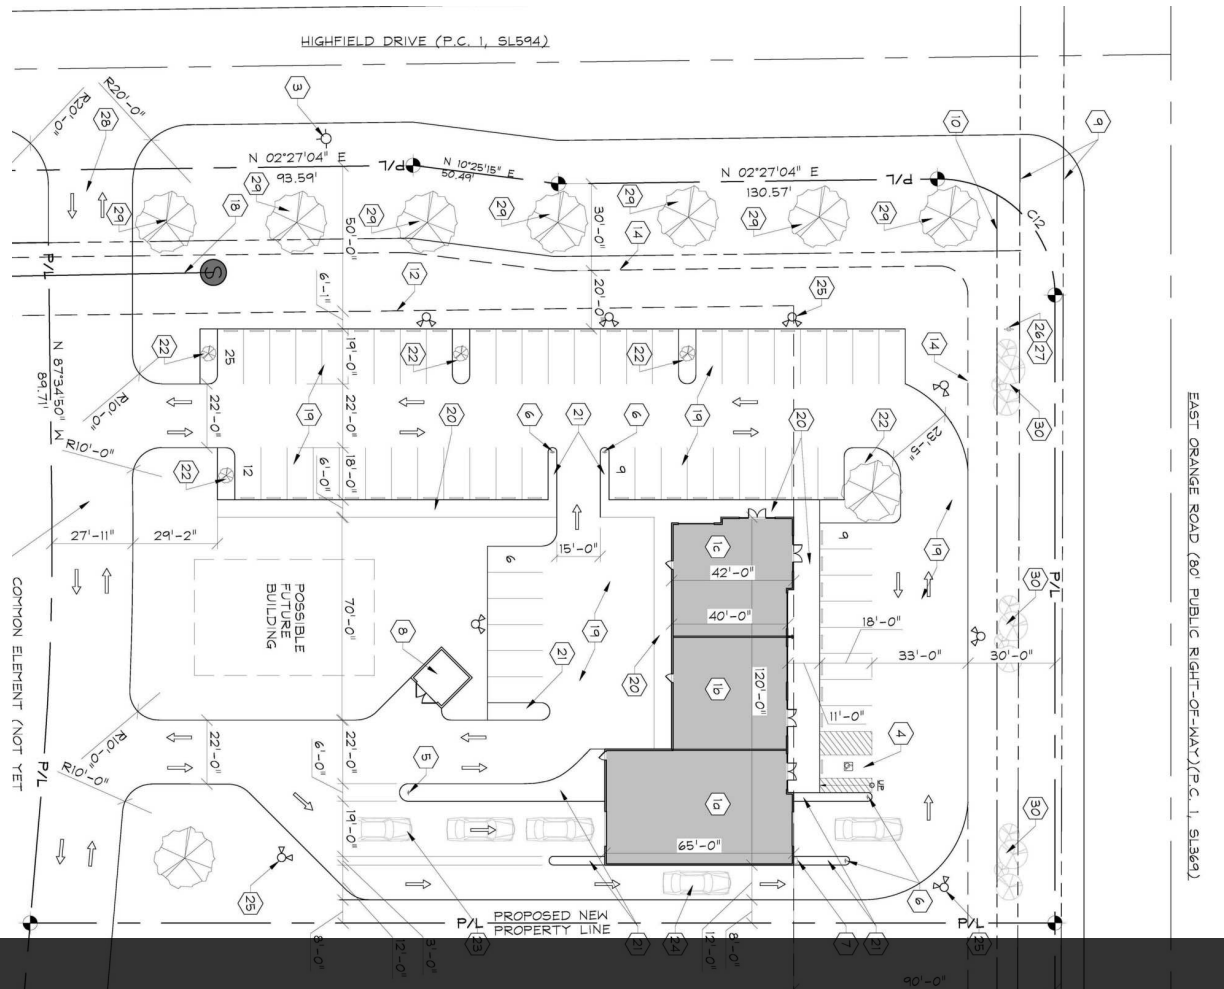 HIGHFIELD DRIVE (P.C. 1, SL594)
R20'-0"
R20'-0"
28
3
10
9
N 02°27'04" E
93.59'
P/L
N 10°25'15" E
50.49'
N 02°27'04" E
130.57'
P/L
29
29
29
29
29
29
29
18
C12
50'-0"
30'-0"
14
P/L
S
12
6'-1"
20'-0"
25
26
27
22
25
19'-0"
22
22
14
N 87°34'50" W
89.71'
R10'-0"
22'-0"
19
22'-0"
20
6
21
6
19
20
22
23'-5"
30
R10'-0"
22
12
18'-0"
6'-0"
9
27'-11"
29'-2"
15'-0"
6
1c
9
19
42'-0"
40'-0"
POSSIBLE
FUTURE
BUILDING
70'-0"
8
19
30
P/L
18'-0"
21
20
1b
120'-0"
33'-0"
30'-0"
11'-0"
COMMON ELEMENT (NOT YET
R10'-0"
R10'-0"
P/L
22'-0"
6'-0"
5
4
VP
19'-0"
1a
65'-0"
30
25
6
P/L
PROPOSED NEW
PROPERTY LINE
P/L
23
21
24
7
21
25
8'-0"
12'-0"
3'-0"
12'-0"
8'-0"
90'-0"
EAST ORANGE ROAD (80' PUBLIC RIGHT-OF-WAY)(P.C. 1, SL369)